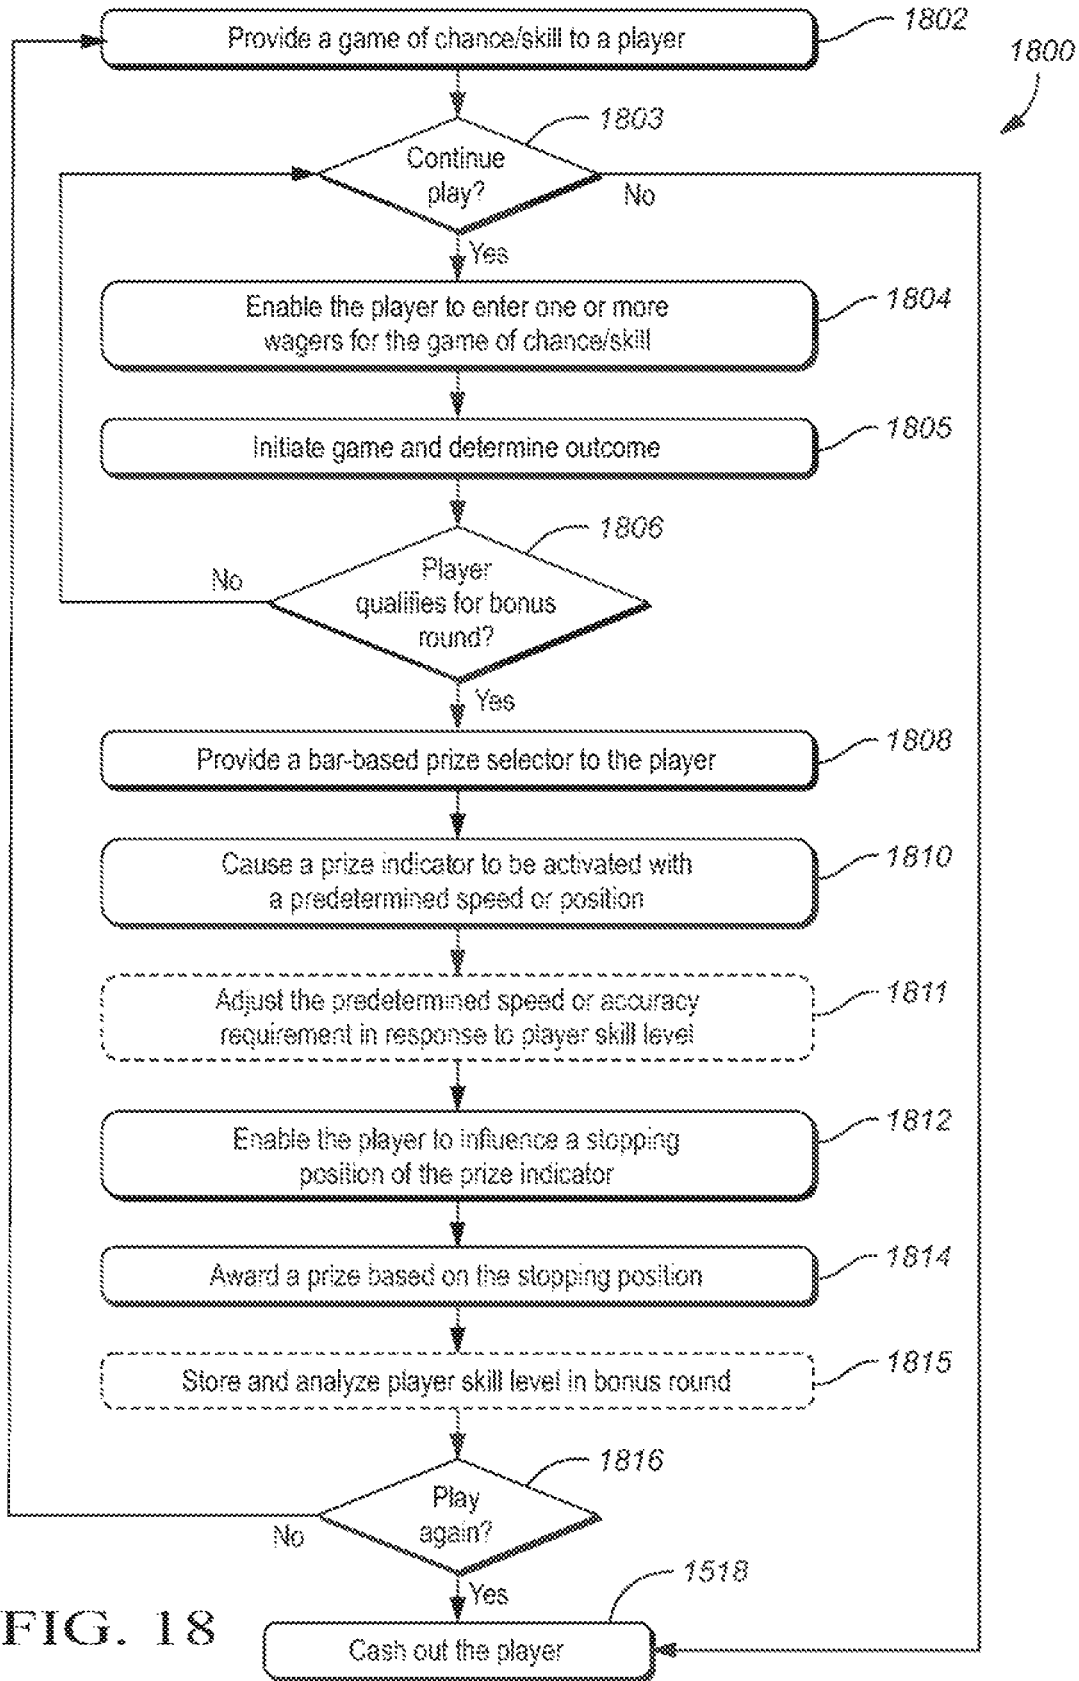 Provide a game of chance/skill to a player
1802
1800
1803
Continue
play?
No
Yes
Enable the player to enter one or more
wagers for the game of chance/skill
1804
Initiate game and determine outcome
1805
1806
Player
qualifies for bonus
round?
No
Yes
Provide a bar-based prize selector to the player
1808
Cause a prize indicator to be activated with
a predetermined speed or position
1810
Adjust the predetermined speed or accuracy
requirement in response to player skill level
1811
Enable the player to influence a stopping
position of the prize indicator
1812
Award a prize based on the stopping position
1814
Store and analyze player skill level in bonus round
1815
1816
Play
again?
No
Yes
1518
Cash out the player
FIG. 18